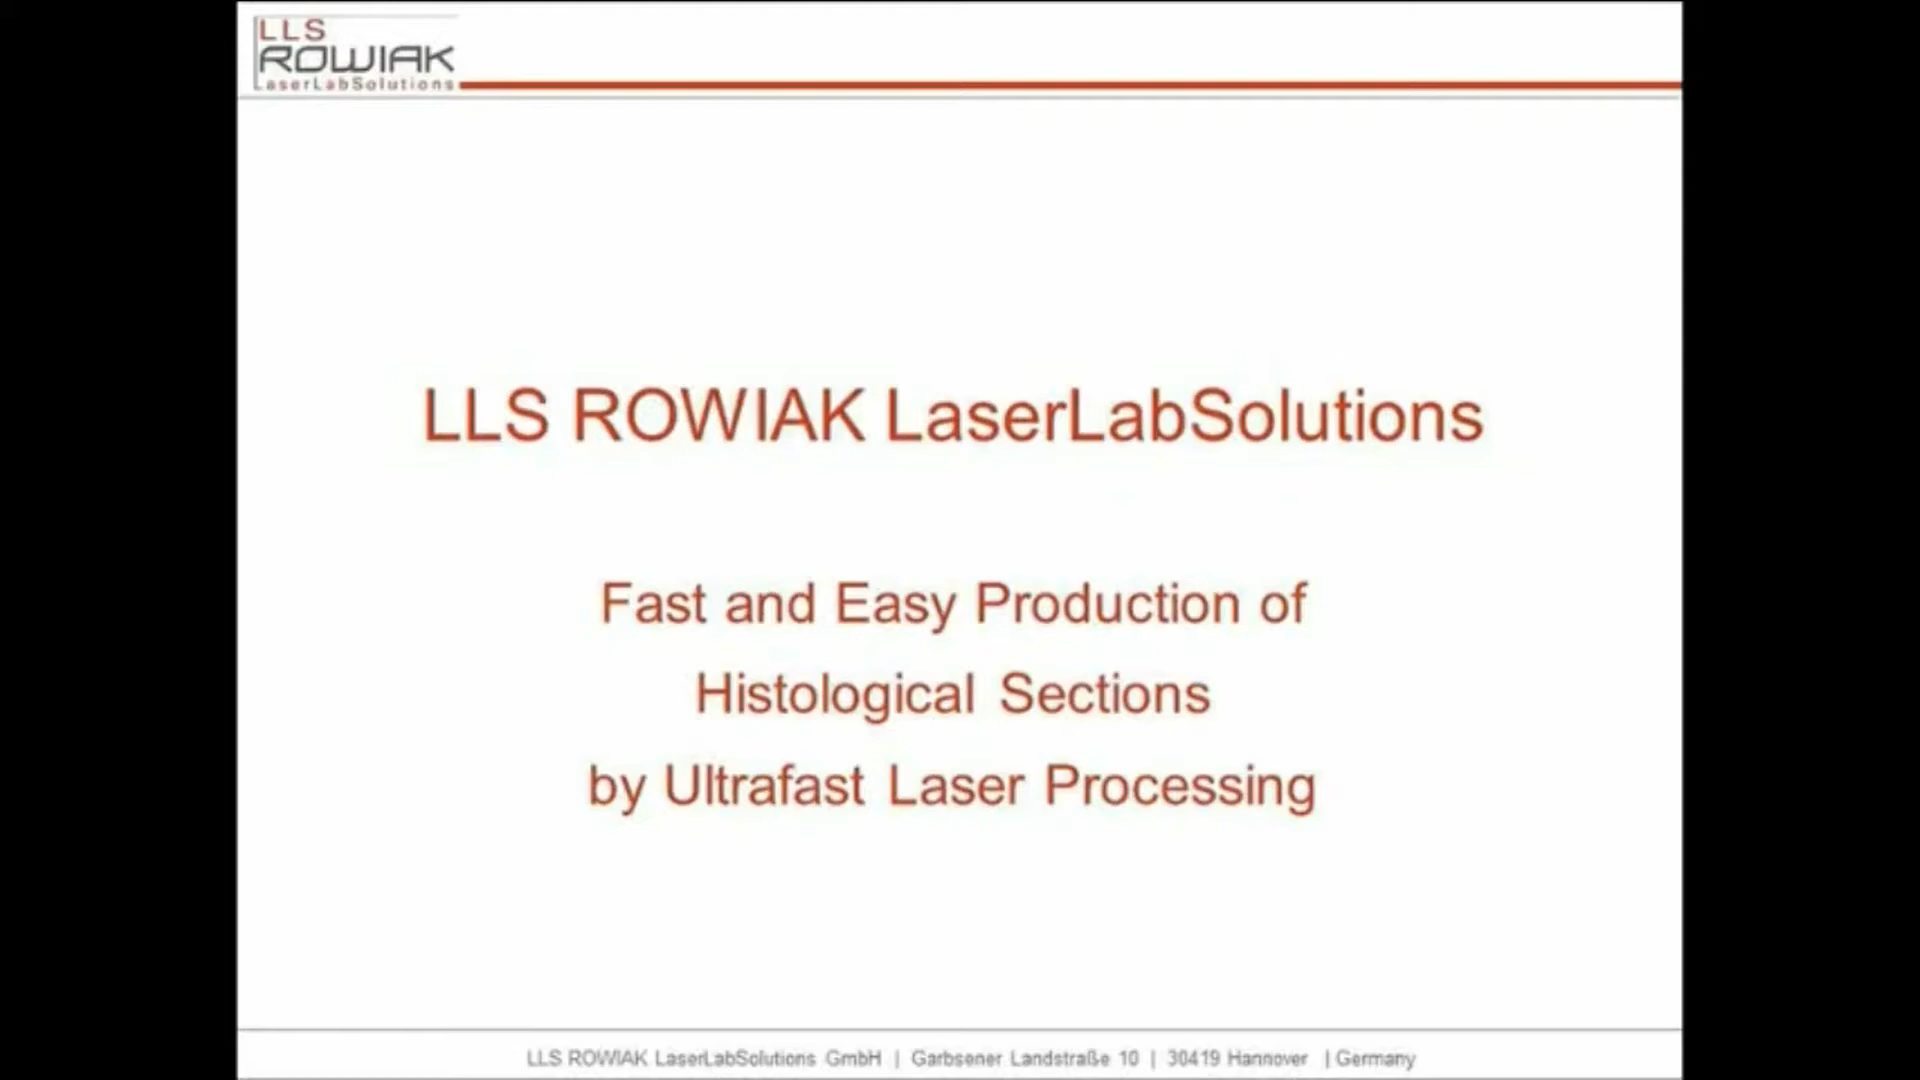 LLS
ROWIAK
LaserLabSolutions
LLS ROWIAK LaserLabSolutions
Fast and Easy Production of
Histological Sections
by Ultrafast Laser Processing
LLS ROWIAK LaserLabSolutions GmbH | Garbsener Landstraße 10 | 30419 Hannover | Germany